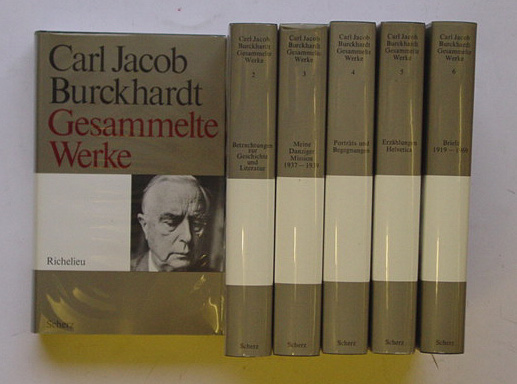 Carl Jacob
Burckhardt
Gesammelte
Werke
Richelieu
Scherz
Carl Jacob
Burckhardt
Gesammelte
Werke
2
Betrachtungen
zur
Geschichte und
Literatur
Scherz
Carl Jacob
Burckhardt
Gesammelte
Werke
3
Meine
Danziger
Mission
1937 – 1939
Scherz
Carl Jacob
Burckhardt
Gesammelte
Werke
4
Porträts und
Begegnungen
Scherz
Carl Jacob
Burckhardt
Gesammelte
Werke
5
Erzählungen
Helvetica
Scherz
Carl Jacob
Burckhardt
Gesammelte
Werke
6
Briefe
1919 –
Scherz